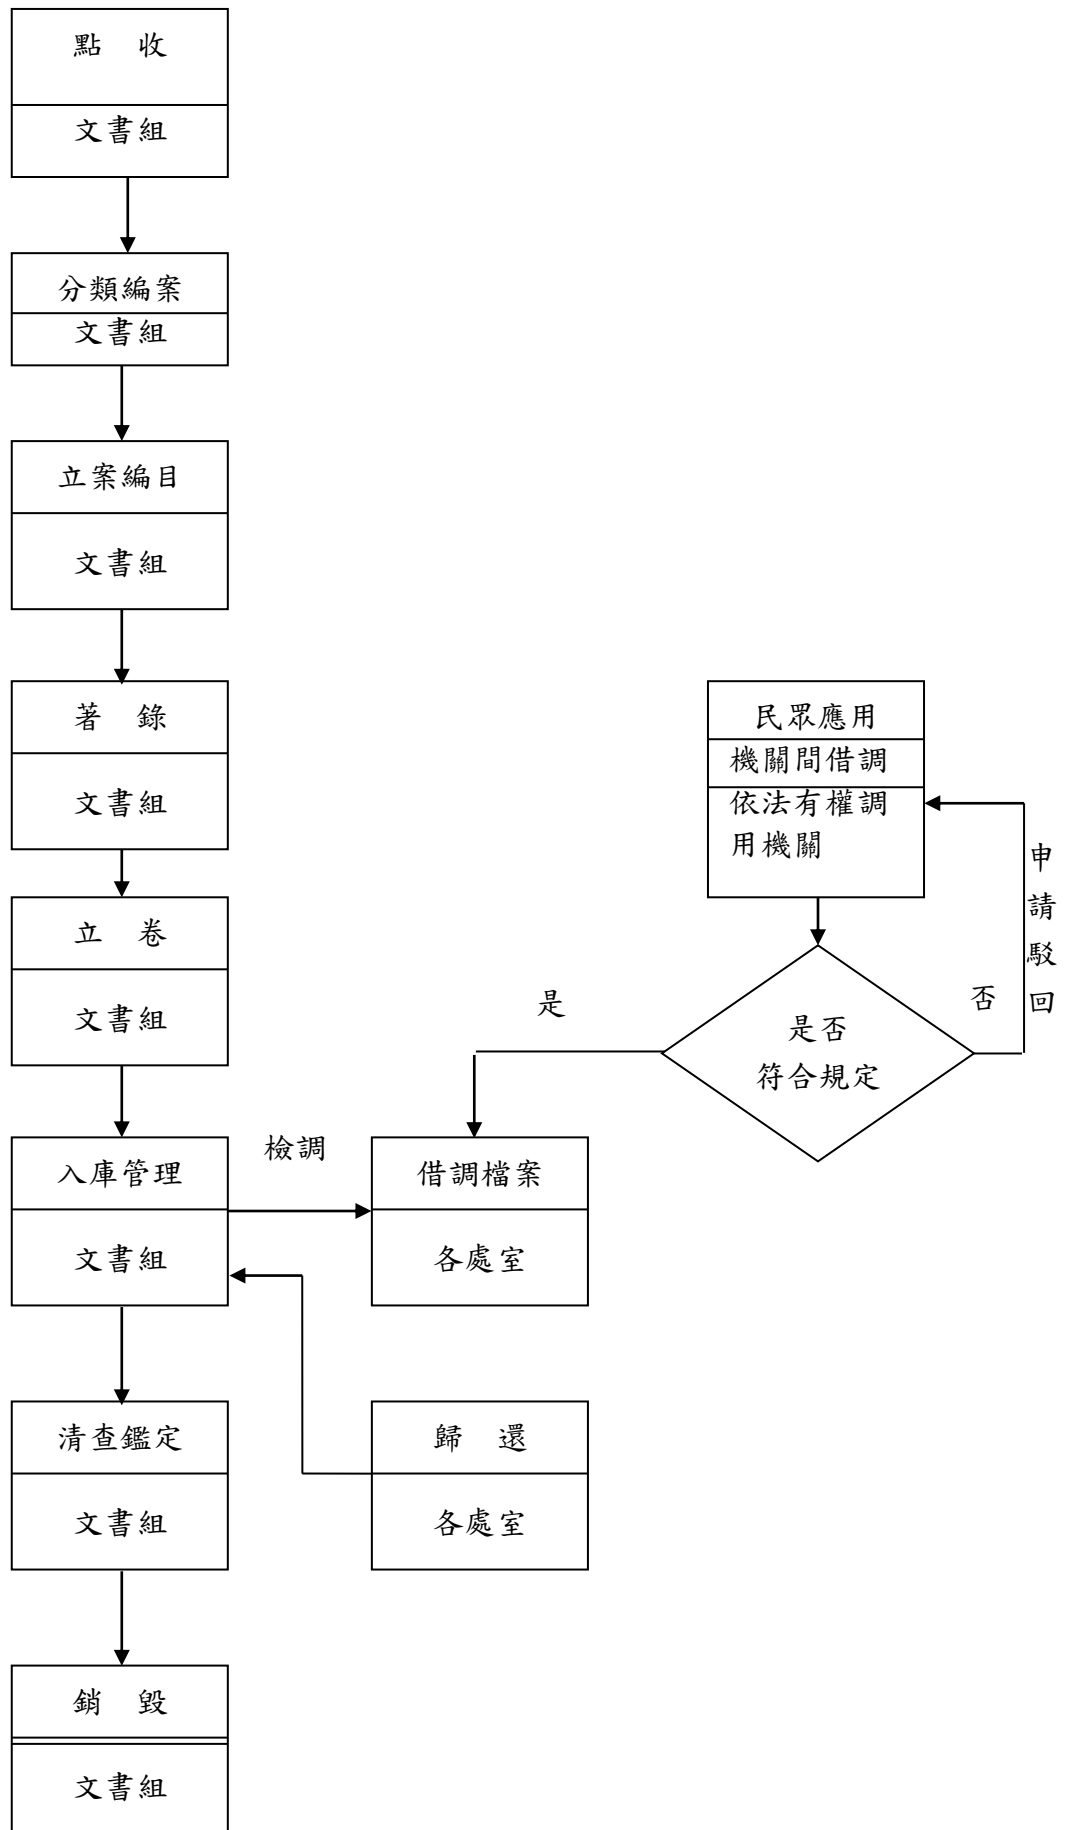 點　收
文書組
分類編案
文書組
立案編目
文書組
著　錄
文書組
立　卷
文書組
入庫管理
文書組
清查鑑定
文書組
銷　毀
文書組
檢調
借調檔案
各處室
歸　還
各處室
民眾應用
機關間借調
依法有權調
用機關
是否
符合規定
是
否
申請駁回